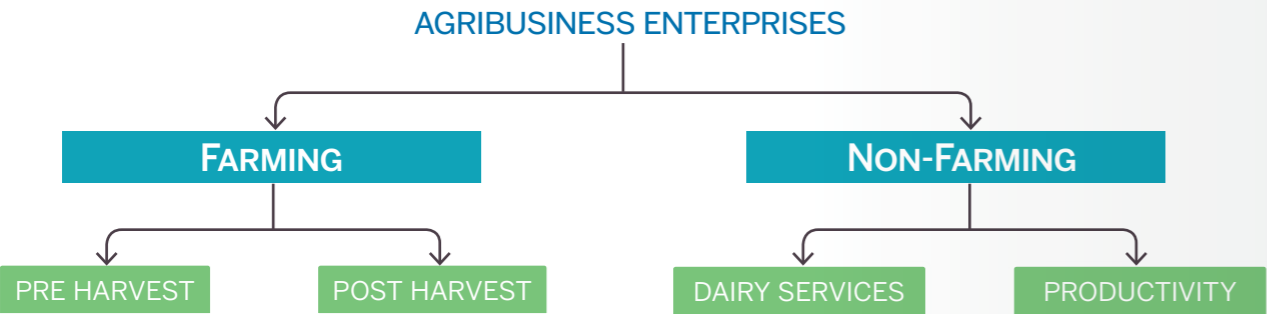 AGRIBUSINESS ENTERPRISES
FARMING
NON-FARMING
PRE HARVEST
POST HARVEST
DAIRY SERVICES
PRODUCTIVITY